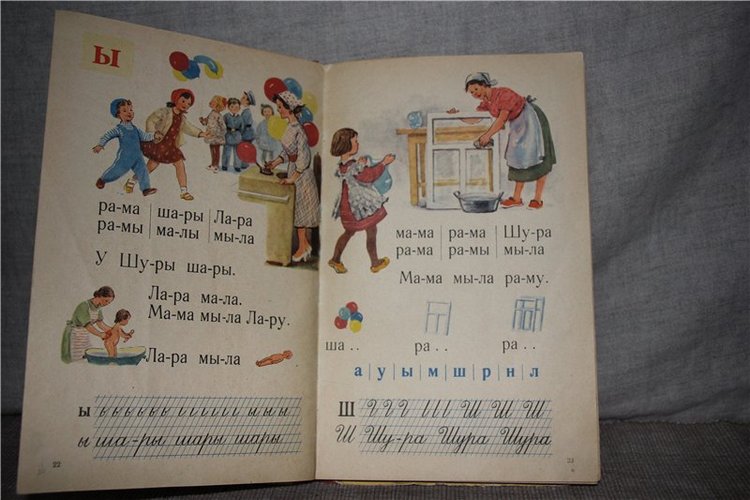 Ы
ра-ма | ша-ры | Ла-ра
ра-мы | ма-лы | мы-ла
У Шу-ры ша-ры.
Ла-ра ма-ла.
Ма-ма мы-ла Ла-ру.
Ла-ра мы-ла
ы
ы ша-ры шары шары
22
ма-ма | ра-ма | Шу-ра
ра-ма | ра-мы | мы-ла
Ма-ма мы-ла ра-му.
ша . . ра . . ра . .
а | у | ы | м | ш | р | н | л
Ш Ш Ш Ш
Ш Шу-ра Шура Шура